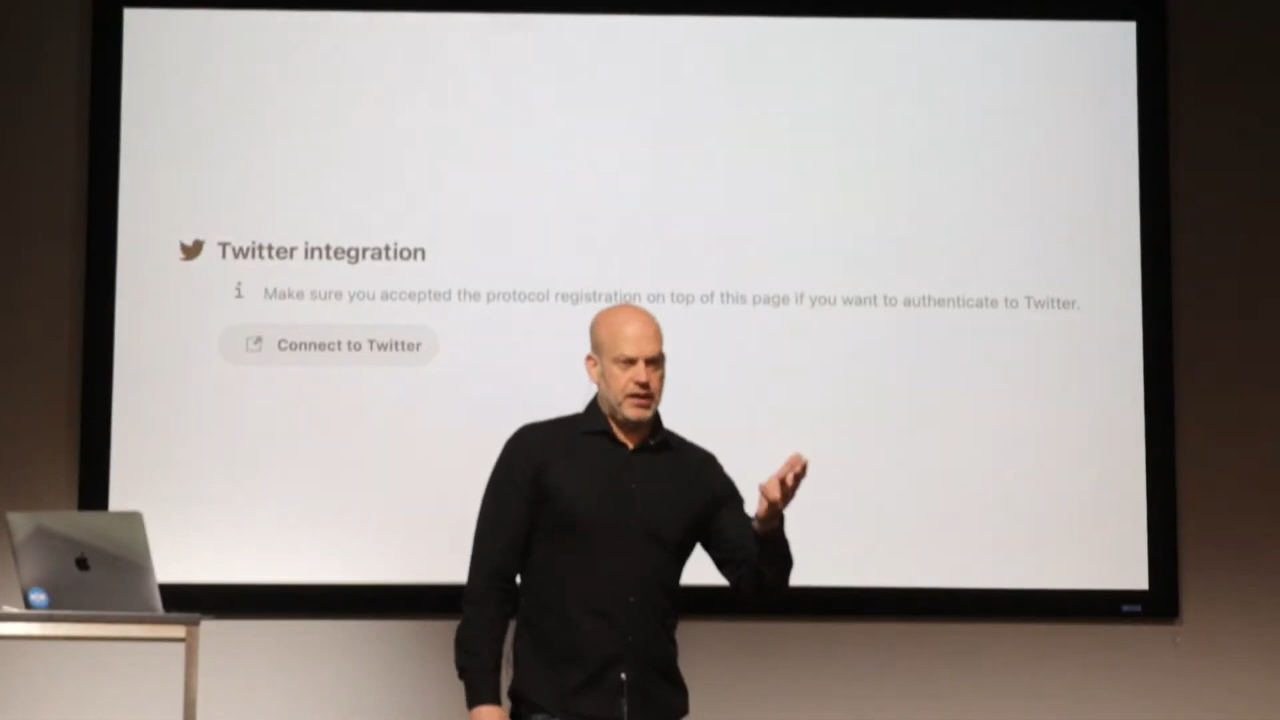 Twitter integration
i Make sure you accepted the protocol registration on top of this page if you want to authenticate to Twitter.
Connect to Twitter